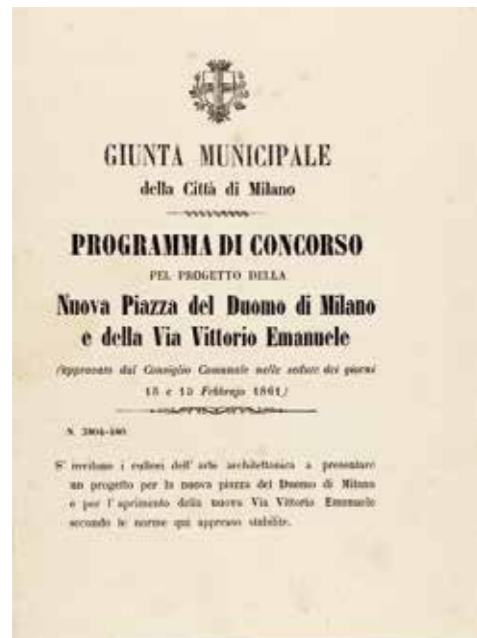 GIUNTA MUNICIPALE
della Città di Milano
PROGRAMMA DI CONCORSO
PEL PROGETTO DELLA
Nuova Piazza del Duomo di Milano
e della Via Vittorio Emanuele
(approvato dal Consiglio Comunale nelle sedute dei giorni
e 15 Febbrajo 1861)
N.
S' invitano i cultori dell' arte architettonica a presentare
un progetto per la nuova piazza del Duomo di Milano
e per l' aprimento della nuova Via Vittorio Emanuele
secondo le norme qui appresso stabilite.